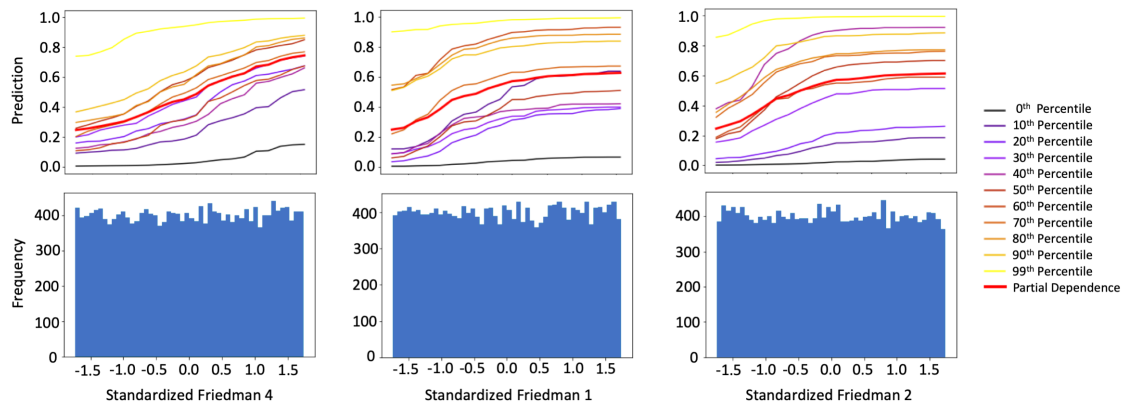 Prediction
1.0
0.8
0.6
0.4
0.2
0.0
1.0
0.8
0.6
0.4
0.2
0.0
1.0
0.8
0.6
0.4
0.2
0.0
Frequency
400
300
200
100
0
-1.5 -1.0 -0.5 0.0 0.5 1.0 1.5
Standardized Friedman 4
400
300
200
100
0
-1.5 -1.0 -0.5 0.0 0.5 1.0 1.5
Standardized Friedman 1
400
300
200
100
0
-1.5 -1.0 -0.5 0.0 0.5 1.0 1.5
Standardized Friedman 2
0th Percentile
10th Percentile
20th Percentile
30th Percentile
40th Percentile
50th Percentile
60th Percentile
70th Percentile
80th Percentile
90th Percentile
99th Percentile
Partial Dependence